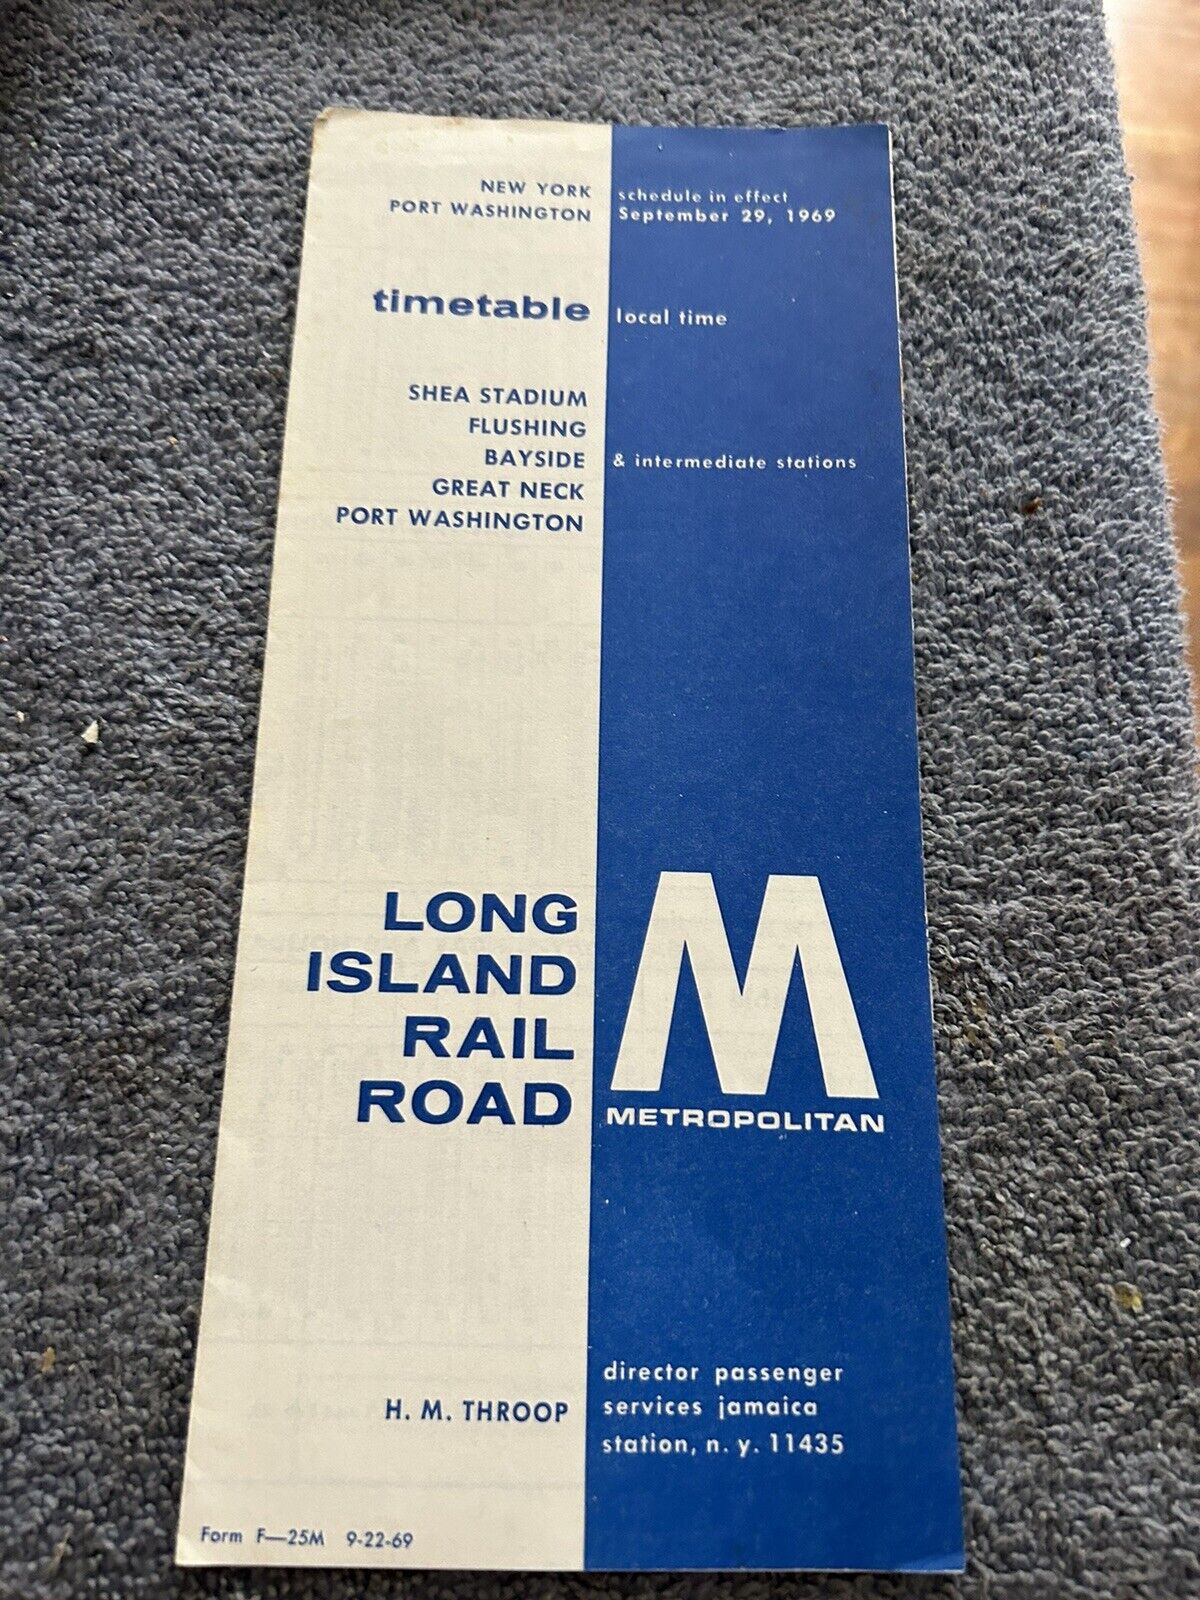 NEW YORK schedule in effect
PORT WASHINGTON September 29, 1969
timetable local time
SHEA STADIUM
FLUSHING
BAYSIDE & intermediate stations
GREAT NECK
PORT WASHINGTON
LONG
ISLAND
RAIL
ROAD
M
METROPOLITAN
H. M. THROOP
director passenger
services jamaica
station, n. y. 11435
Form F—25M 9-22-69